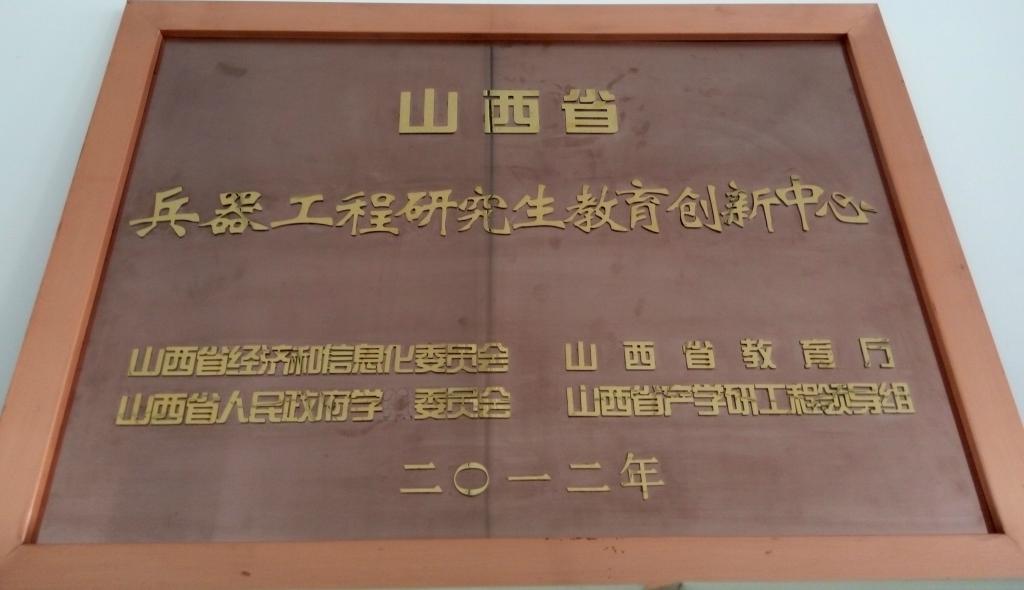 山西省
兵器工程研究生教育创新中心
山西省经济和信息化委员会 山西省教育厅
山西省人民政府学 委员会 山西省产学研工程领导组
二〇一二年